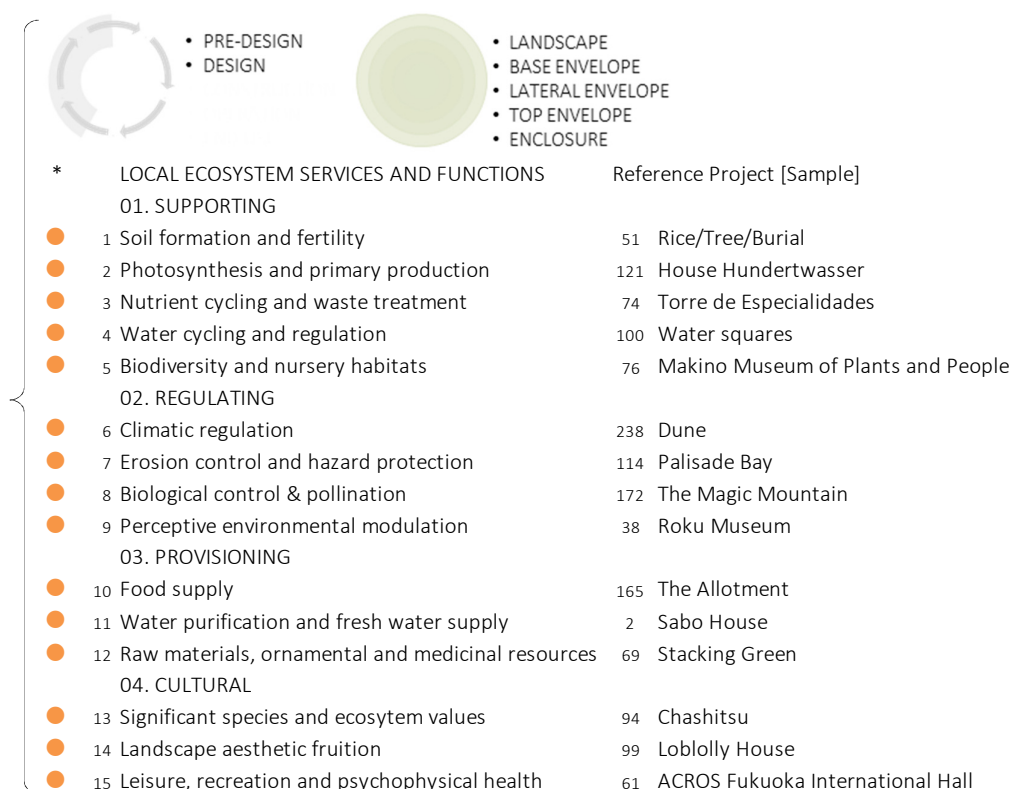 • PRE-DESIGN
• DESIGN
• LANDSCAPE
• BASE ENVELOPE
• LATERAL ENVELOPE
• TOP ENVELOPE
• ENCLOSURE
* LOCAL ECOSYSTEM SERVICES AND FUNCTIONS Reference Project [Sample]
01. SUPPORTING
1 Soil formation and fertility 51 Rice/Tree/Burial
2 Photosynthesis and primary production 121 House Hundertwasser
3 Nutrient cycling and waste treatment 74 Torre de Especialidades
4 Water cycling and regulation 100 Water squares
5 Biodiversity and nursery habitats 76 Makino Museum of Plants and People
02. REGULATING
6 Climatic regulation 238 Dune
7 Erosion control and hazard protection 114 Palisade Bay
8 Biological control & pollination 172 The Magic Mountain
9 Perceptive environmental modulation 38 Roku Museum
03. PROVISIONING
10 Food supply 165 The Allotment
11 Water purification and fresh water supply 2 Sabo House
12 Raw materials, ornamental and medicinal resources 69 Stacking Green
04. CULTURAL
13 Significant species and ecosytem values 94 Chashitsu
14 Landscape aesthetic fruition 99 Loblolly House
15 Leisure, recreation and psychophysical health 61 ACROS Fukuoka International Hall